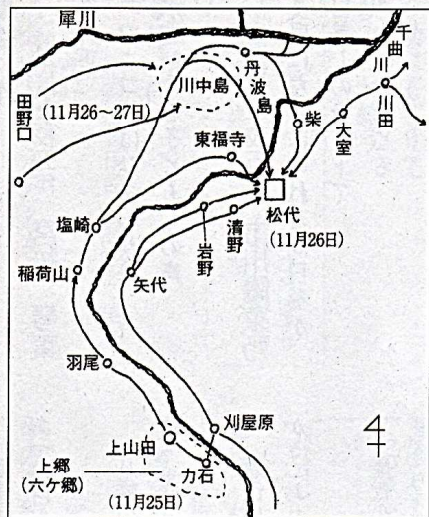 犀川
千曲川
丹波島
川中島
(11月26〜27日)
田野口
柴
大室
川田
東福寺
松代
(11月26日)
塩崎
岩野
清野
稲荷山
矢代
羽尾
刈屋原
上山田
力石
上郷
(六ケ郷)
(11月25日)